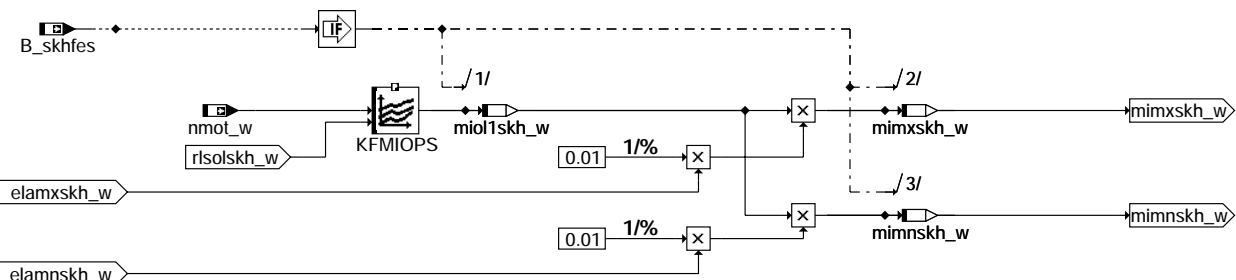 B_skhfes
IF
/1/
/2/
nmot_w
KFMIOPS
miol1skh_w
mimxskh_w
mimxskh_w
rlsolskh_w
0.01
1/%
elamxskh_w
/3/
mimnskh_w
mimnskh_w
0.01
1/%
elamnskh_w